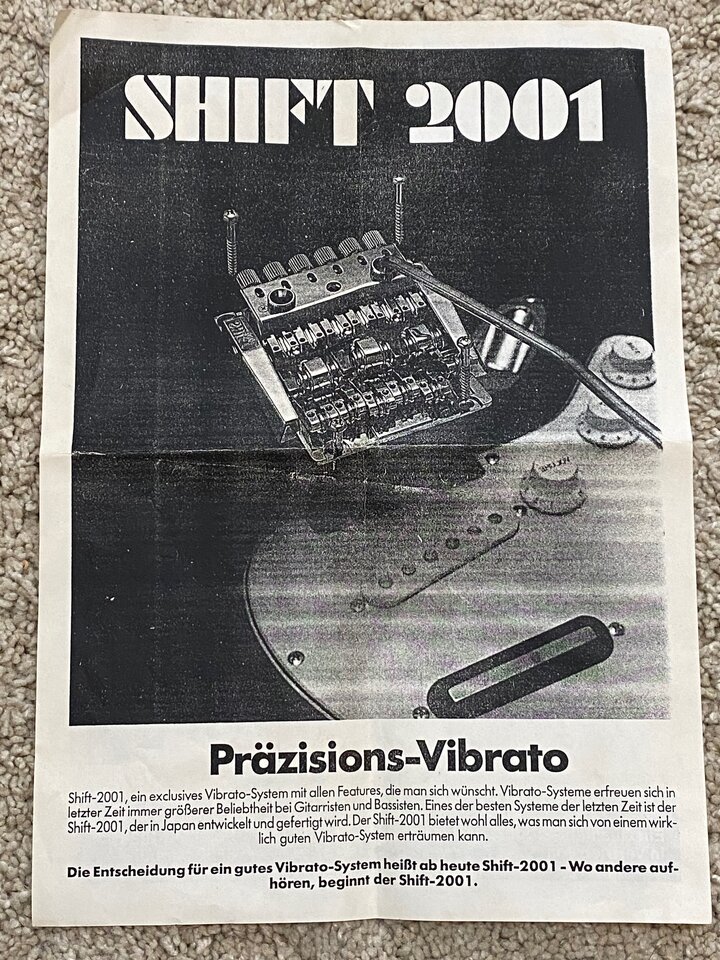 SHIFT 2001
Präzisions-Vibrato
Shift-2001, ein exclusives Vibrato-System mit allen Features, die man sich wünscht. Vibrato-Systeme erfreuen sich in
letzter Zeit immer größerer Beliebtheit bei Gitarristen und Bassisten. Eines der besten Systeme der letzten Zeit ist der
Shift-2001, der in Japan entwickelt und gefertigt wird. Der Shift-2001 bietet wohl alles, was man sich von einem wirk-
lich guten Vibrato-System erträumen kann.
Die Entscheidung für ein gutes Vibrato-System heißt ab heute Shift-2001 - Wo andere auf-
hören, beginnt der Shift-2001.